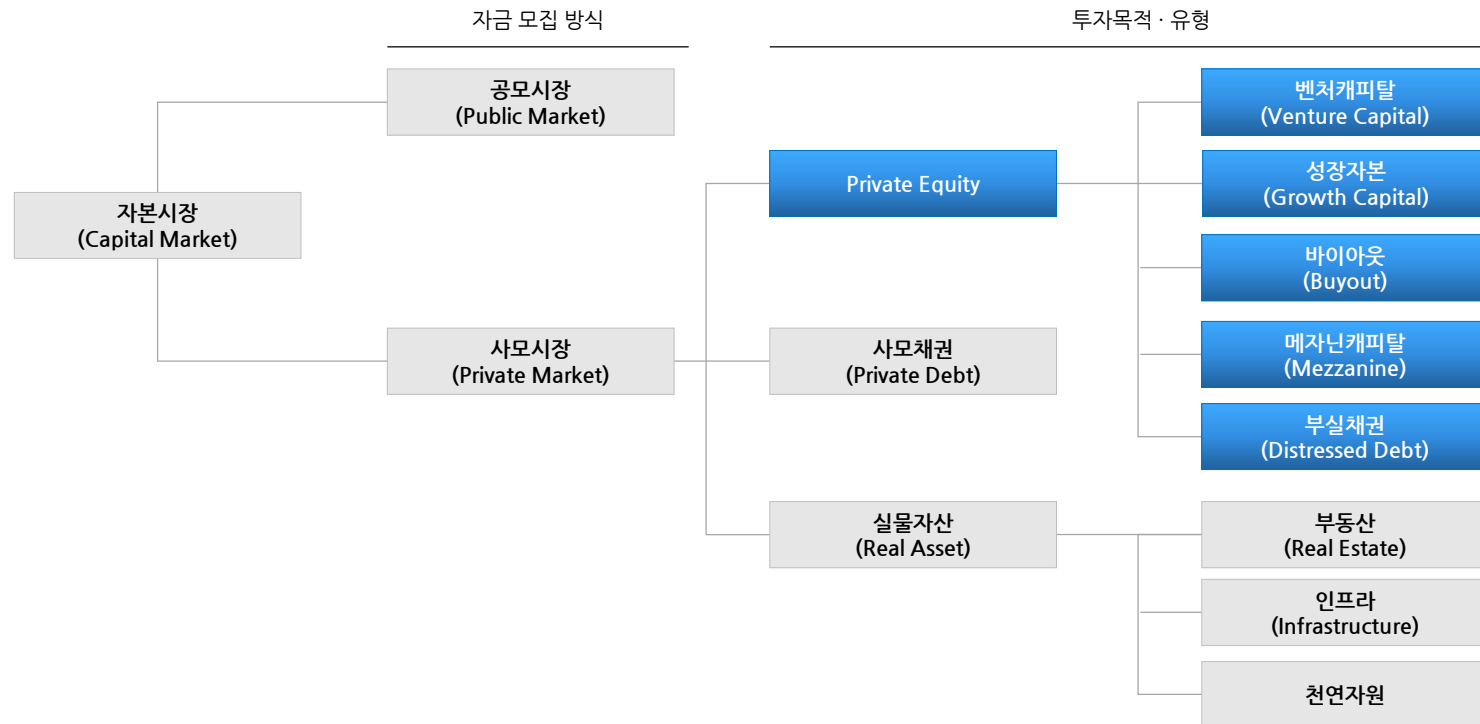 자금 모집 방식
투자목적 · 유형
공모시장
(Public Market)
벤처캐피탈
(Venture Capital)
Private Equity
성장자본
(Growth Capital)
자본시장
(Capital Market)
바이아웃
(Buyout)
사모시장
(Private Market)
사모채권
(Private Debt)
메자닌캐피탈
(Mezzanine)
부실채권
(Distressed Debt)
실물자산
(Real Asset)
부동산
(Real Estate)
인프라
(Infrastructure)
천연자원